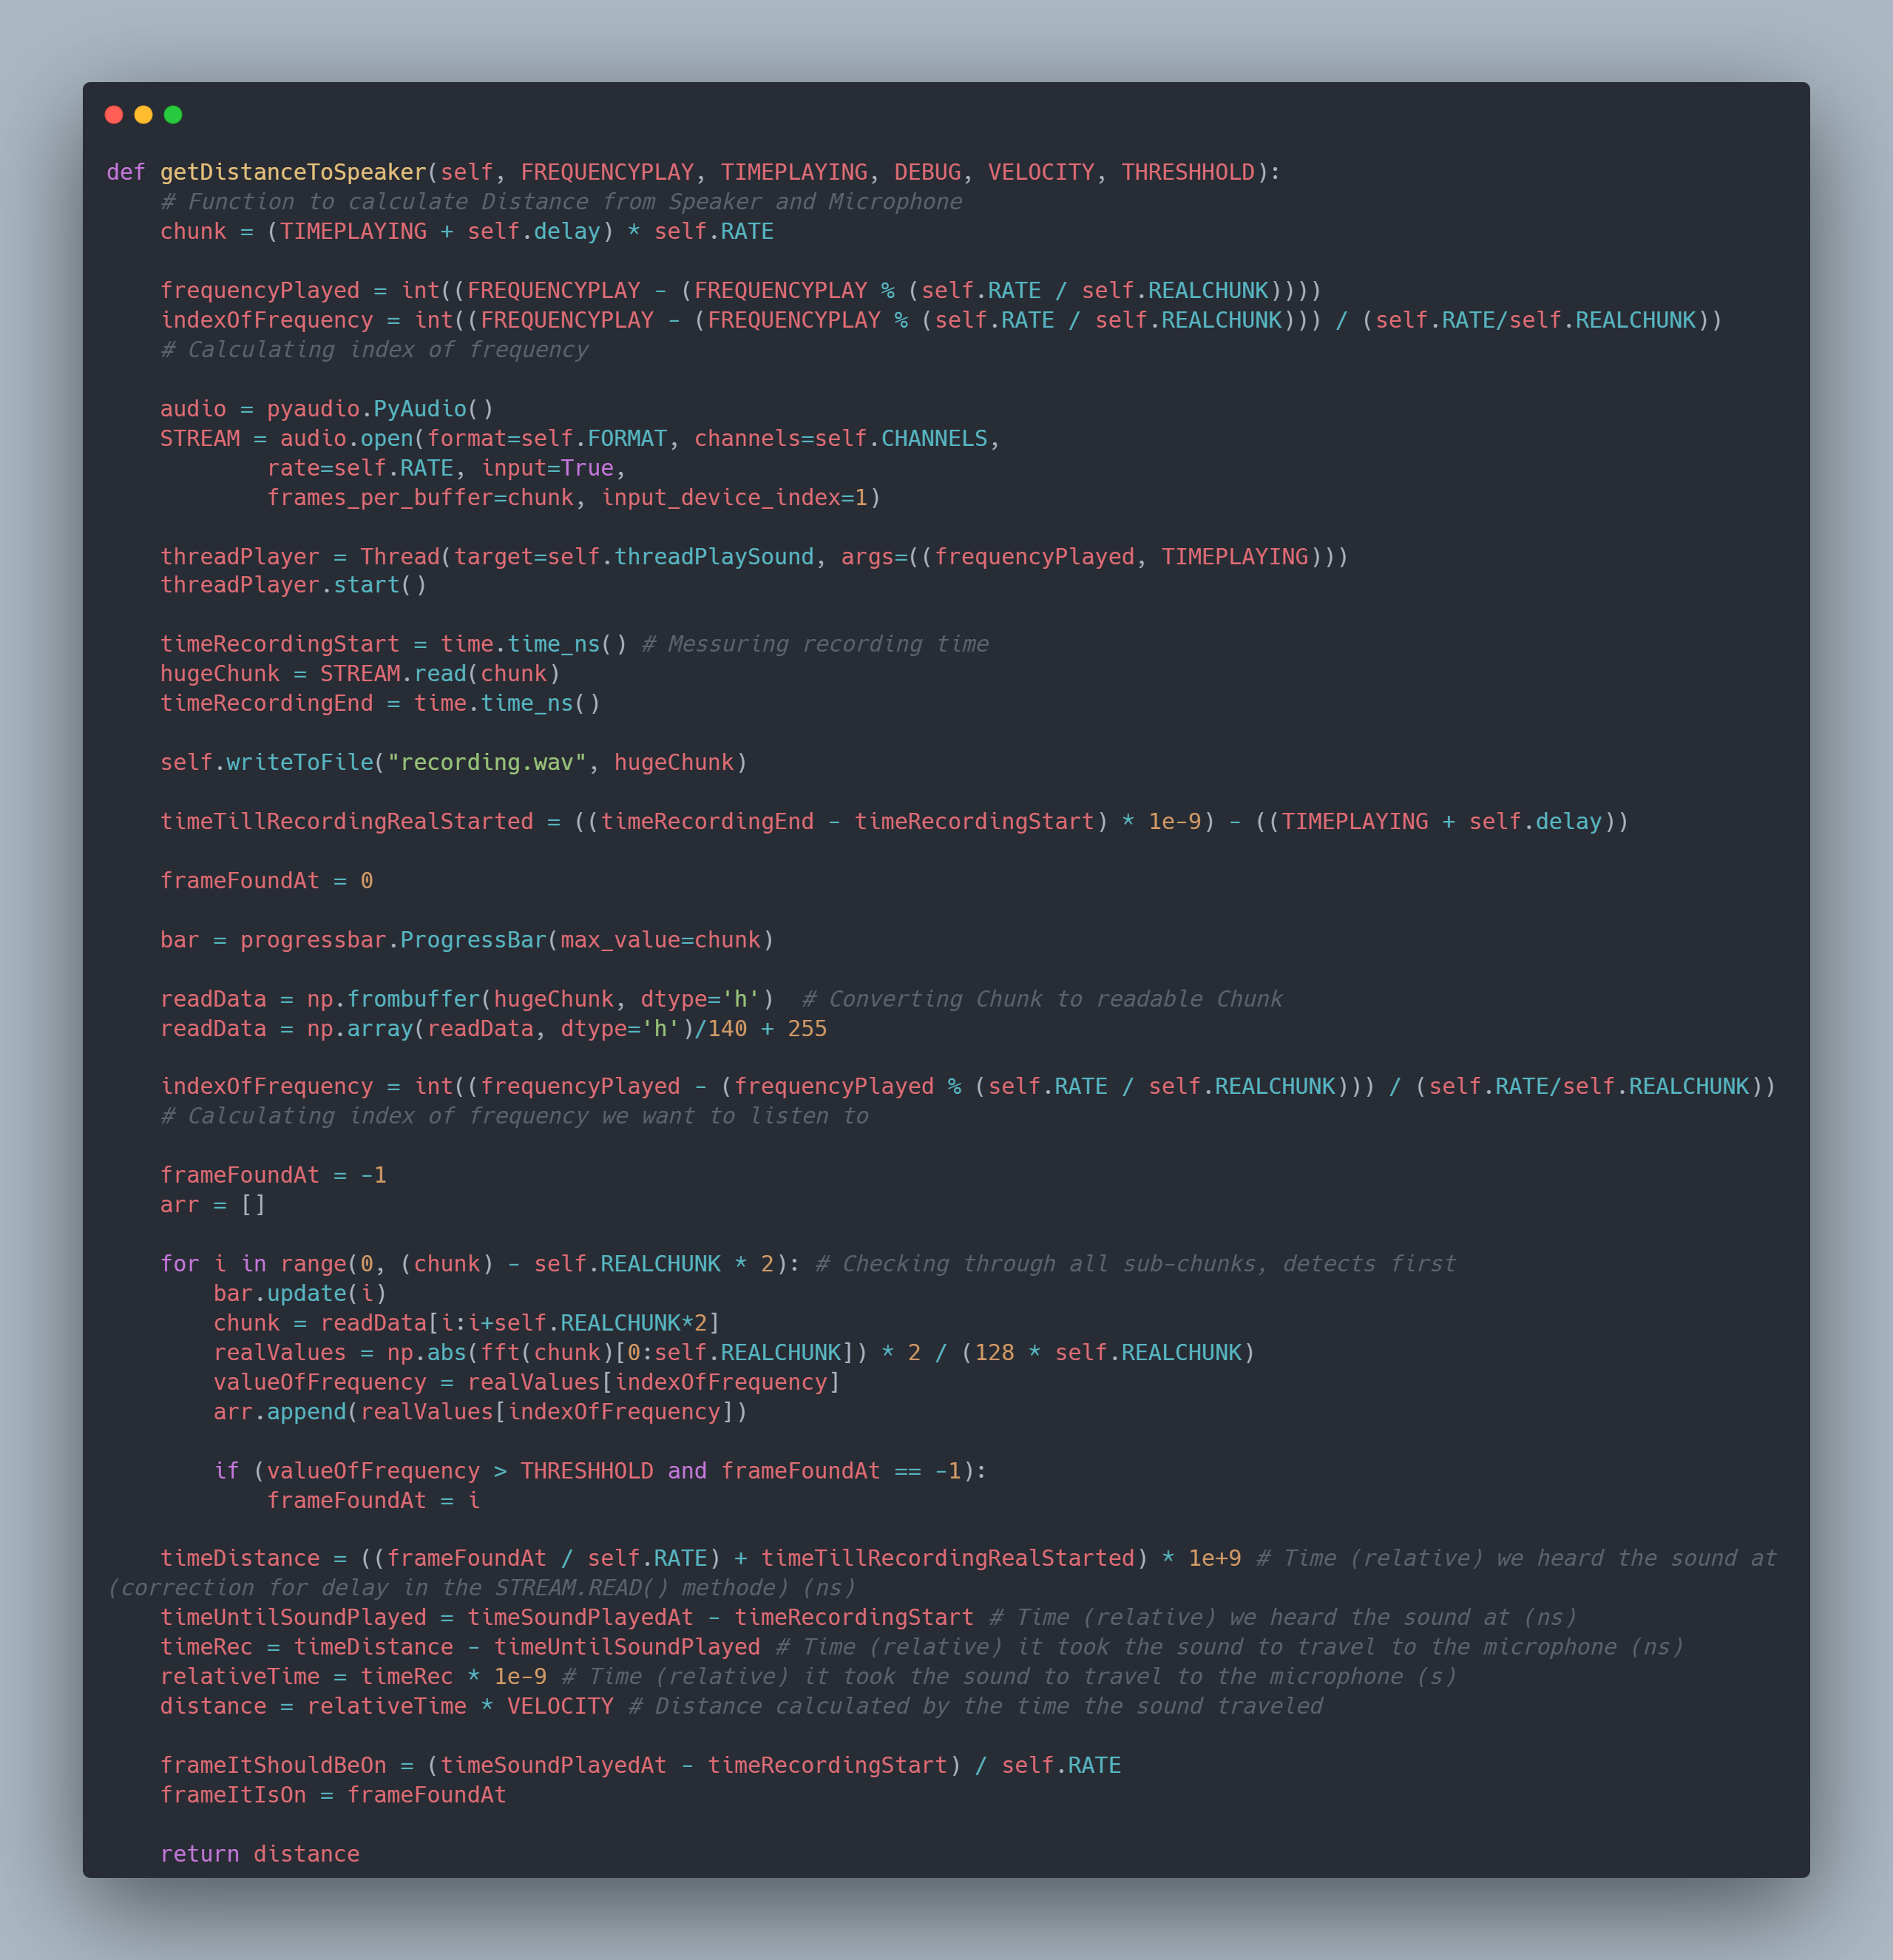 def getDistanceToSpeaker(self, FREQUENCYPLAY, TIMEPLAYING, DEBUG, VELOCITY, THRESHHOLD):
    # Function to calculate Distance from Speaker and Microphone
    chunk = (TIMEPLAYING + self.delay) * self.RATE

    frequencyPlayed = int((FREQUENCYPLAY - (FREQUENCYPLAY % (self.RATE / self.REALCHUNK))))
    indexOfFrequency = int((FREQUENCYPLAY - (FREQUENCYPLAY % (self.RATE / self.REALCHUNK))) / (self.RATE/self.REALCHUNK))
    # Calculating index of frequency

    audio = pyaudio.PyAudio()
    STREAM = audio.open(format=self.FORMAT, channels=self.CHANNELS,
            rate=self.RATE, input=True,
            frames_per_buffer=chunk, input_device_index=1)

    threadPlayer = Thread(target=self.threadPlaySound, args=((frequencyPlayed, TIMEPLAYING)))
    threadPlayer.start()

    timeRecordingStart = time.time_ns() # Messuring recording time
    hugeChunk = STREAM.read(chunk)
    timeRecordingEnd = time.time_ns()

    self.writeToFile("recording.wav", hugeChunk)

    timeTillRecordingRealStarted = ((timeRecordingEnd - timeRecordingStart) * 1e-9) - ((TIMEPLAYING + self.delay))

    frameFoundAt = 0

    bar = progressbar.ProgressBar(max_value=chunk)

    readData = np.frombuffer(hugeChunk, dtype='h')  # Converting Chunk to readable Chunk
    readData = np.array(readData, dtype='h')/140 + 255

    indexOfFrequency = int((frequencyPlayed - (frequencyPlayed % (self.RATE / self.REALCHUNK))) / (self.RATE/self.REALCHUNK))
    # Calculating index of frequency we want to listen to

    frameFoundAt = -1
    arr = []

    for i in range(0, (chunk) - self.REALCHUNK * 2): # Checking through all sub-chunks, detects first
        bar.update(i)
        chunk = readData[i:i+self.REALCHUNK*2]
        realValues = np.abs(fft(chunk)[0:self.REALCHUNK]) * 2 / (128 * self.REALCHUNK)
        valueOfFrequency = realValues[indexOfFrequency]
        arr.append(realValues[indexOfFrequency])

        if (valueOfFrequency > THRESHHOLD and frameFoundAt == -1):
            frameFoundAt = i

    timeDistance = ((frameFoundAt / self.RATE) + timeTillRecordingRealStarted) * 1e+9 # Time (relative) we heard the sound at
(correction for delay in the STREAM.READ() methode) (ns)
    timeUntilSoundPlayed = timeSoundPlayedAt - timeRecordingStart # Time (relative) we heard the sound at (ns)
    timeRec = timeDistance - timeUntilSoundPlayed # Time (relative) it took the sound to travel to the microphone (ns)
    relativeTime = timeRec * 1e-9 # Time (relative) it took the sound to travel to the microphone (s)
    distance = relativeTime * VELOCITY # Distance calculated by the time the sound traveled

    frameItShouldBeOn = (timeSoundPlayedAt - timeRecordingStart) / self.RATE
    frameItIsOn = frameFoundAt

    return distance